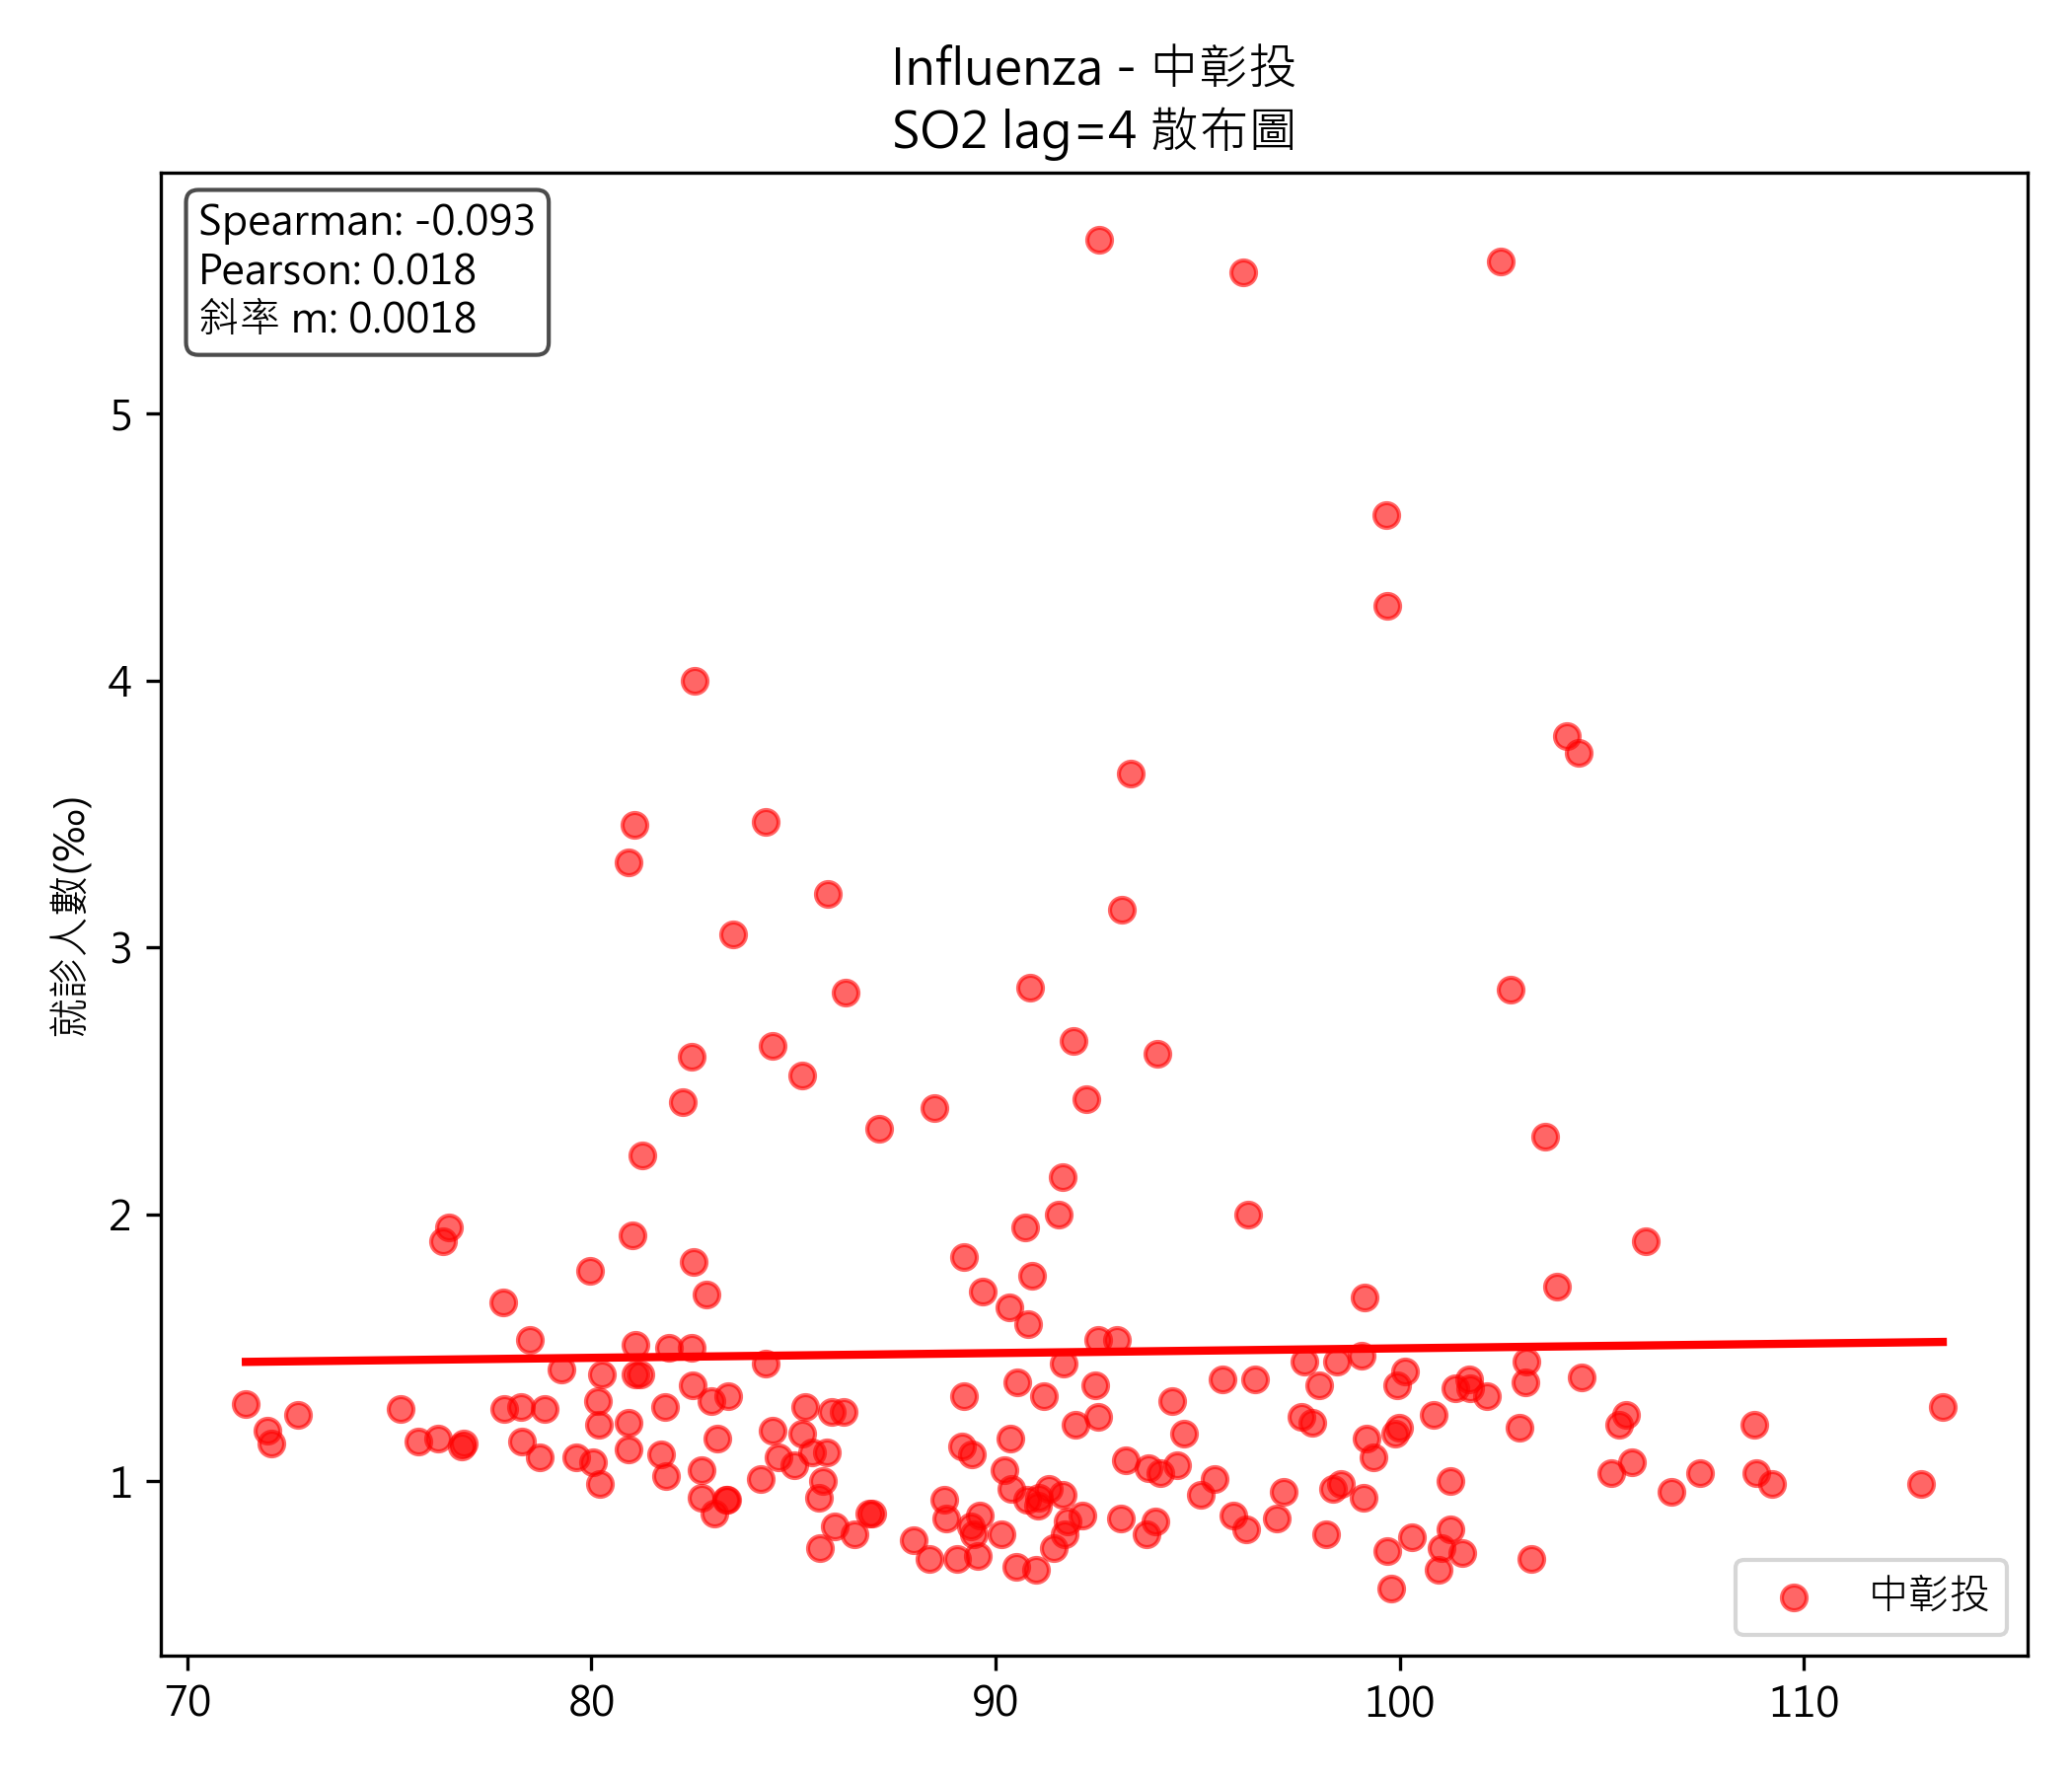 Influenza - 中彰投
SO2 lag=4 散布圖
Spearman: -0.093
Pearson: 0.018
斜率 m: 0.0018
就診人數(‰)
5
4
3
2
1
70 80 90 100 110
中彰投